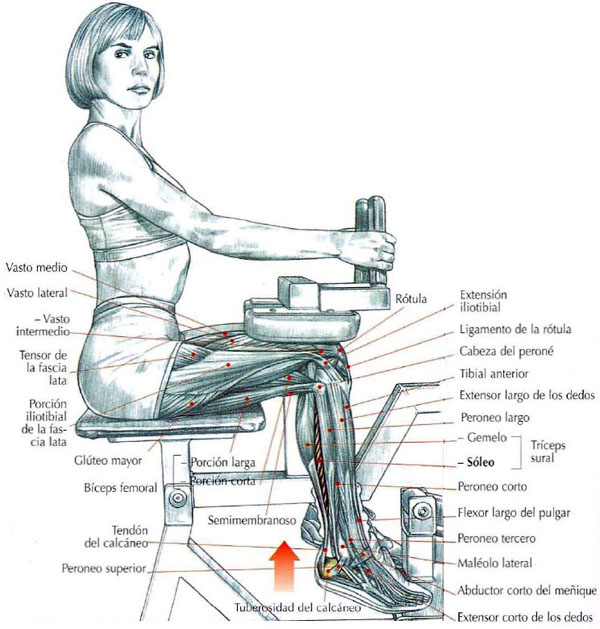 Vasto medio
Vasto lateral
– Vasto
intermedio
Tensor de
la fascia
lata
Porción
iliotibial
de la fas-
cia lata
Glúteo mayor
Bíceps femoral
– Porción larga
Porción corta
Semimembranoso
Tendón
del calcáneo
Peroneo superior
Tuberosidad del calcáneo
Rótula
Extensión
iliotibial
Ligamento de la rótula
Cabeza del peroné
Tibial anterior
Extensor largo de los dedos
Peroneo largo
– Gemelo
– Sóleo
Tríceps
sural
Peroneo corto
Flexor largo del pulgar
Peroneo tercero
Maléolo lateral
Abductor corto del meñique
Extensor corto de los dedos